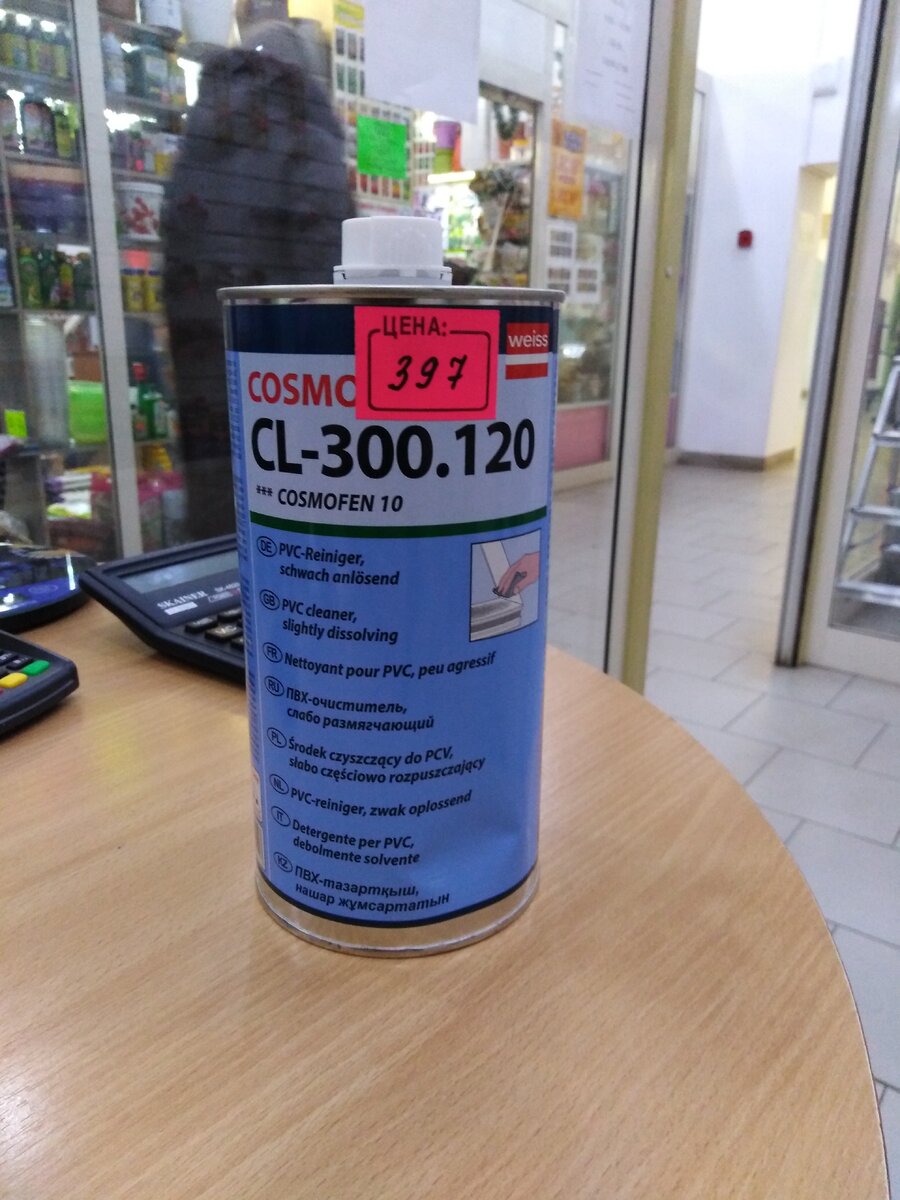 ЦЕНА:
397
weiss
COSMO
CL-300.120
*** COSMOFEN 10
DE PVC-Reiniger,
schwach anlösend
GB PVC cleaner,
slightly dissolving
FR Nettoyant pour PVC, peu agressif
RU ПВХ-очиститель,
слабо размягчающий
PL Środek czyszczący do PCV,
słabo częściowo rozpuszczający
NL PVC-reiniger, zwak oplossend
IT Detergente per PVC,
debolmente solvente
KZ ПВХ-тазартқыш,
нашар жұмсартатын
SKAINER